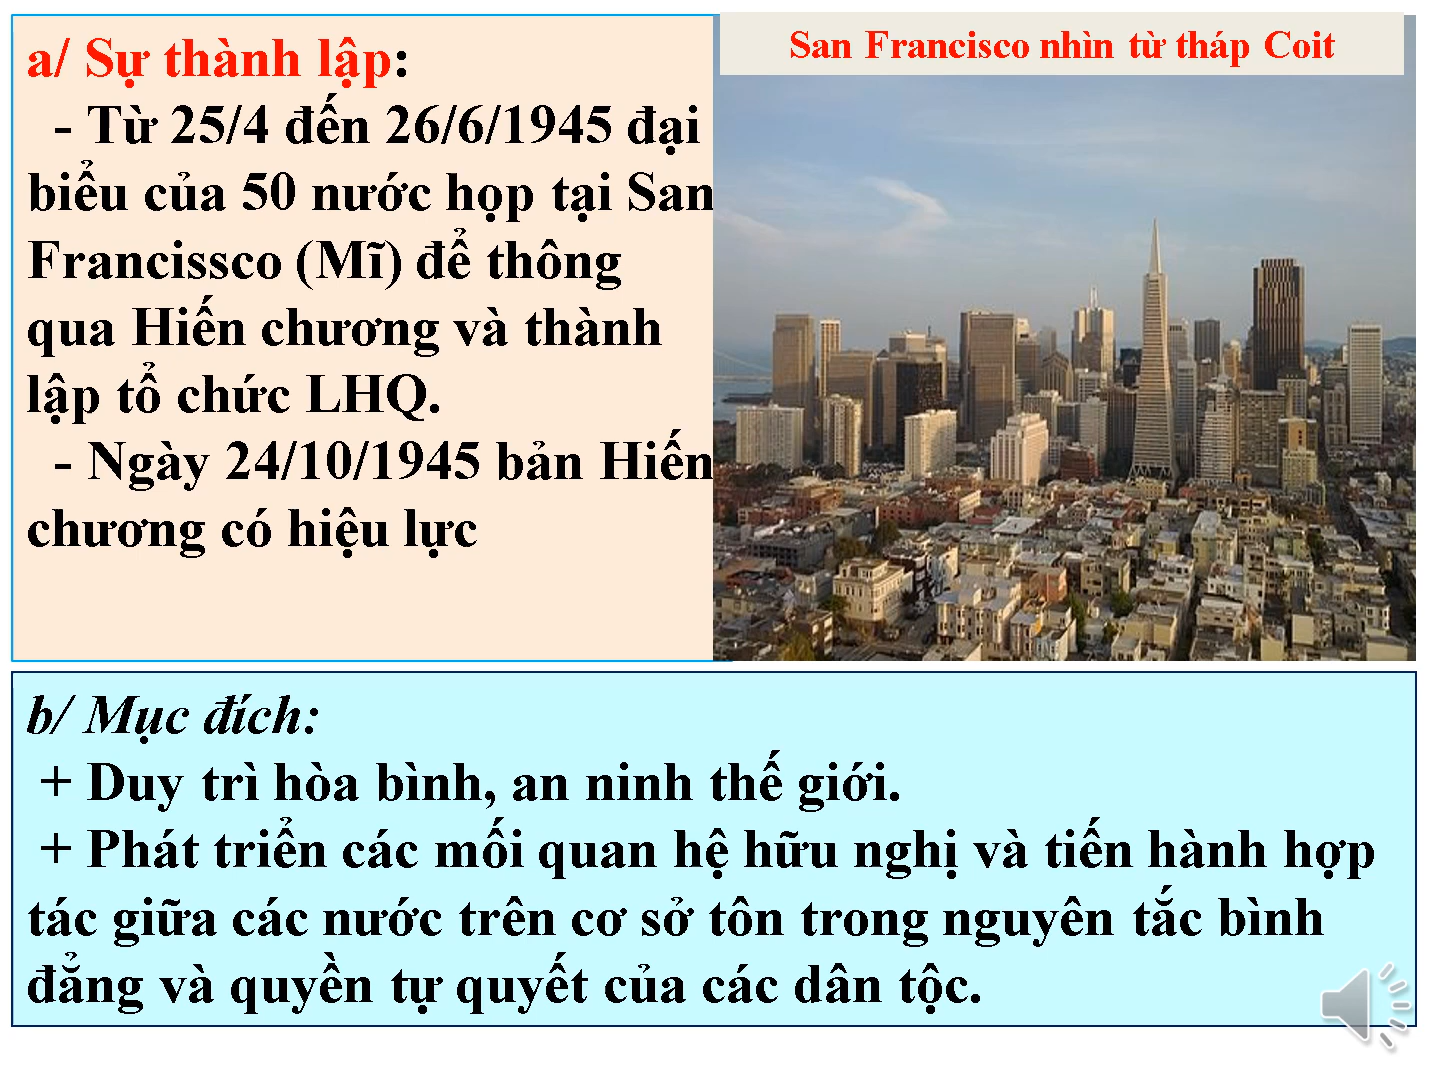 a/ Sự thành lập:
- Từ 25/4 đến 26/6/1945 đại
biểu của 50 nước họp tại San
Francissco (Mĩ) để thông
qua Hiến chương và thành
lập tổ chức LHQ.
- Ngày 24/10/1945 bản Hiến
chương có hiệu lực
San Francisco nhìn từ tháp Coit
b/ Mục đích:
+ Duy trì hòa bình, an ninh thế giới.
+ Phát triển các mối quan hệ hữu nghị và tiến hành hợp
tác giữa các nước trên cơ sở tôn trong nguyên tắc bình
đẳng và quyền tự quyết của các dân tộc.